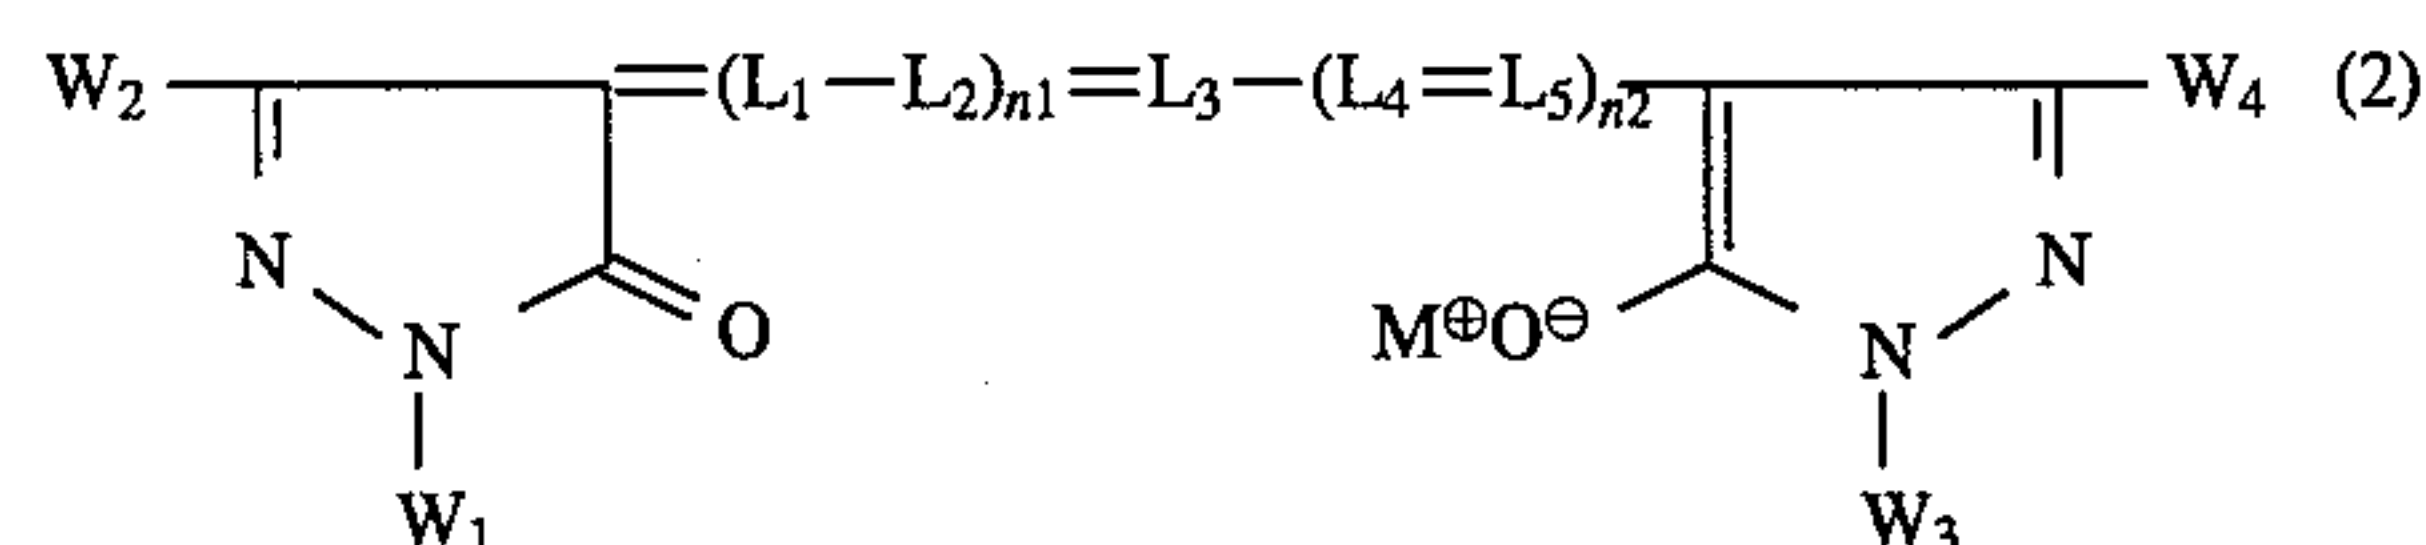 W2 =(L1—L2)n1=L3—(L4=L5)n2 W4 (2)
N N
N O M⊕O⊖ N
W1 W3